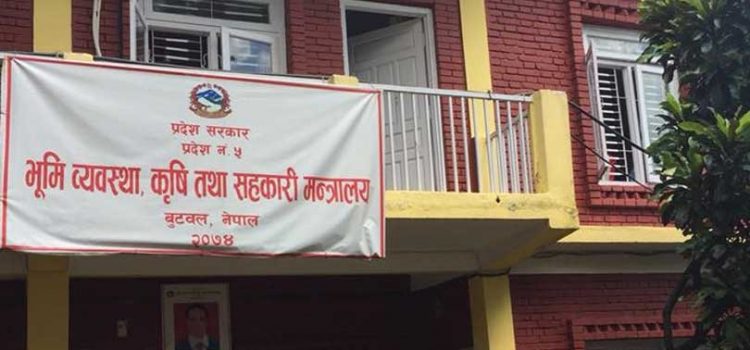 प्रदेश सरकार
प्रदेश नं. ५
भूमि व्यवस्था, कृषि तथा सहकारी मन्त्रालय
बुटवल, नेपाल
२०७४